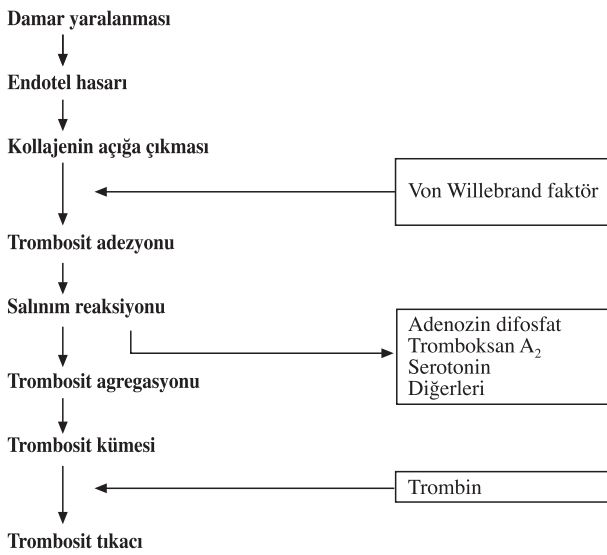 Damar yaralanması
Endotel hasarı
Kollajenin açığa çıkması
Von Willebrand faktör
Trombosit adezyonu
Salınım reaksiyonu
Adenozin difosfat
Tromboksan A₂
Serotonin
Diğerleri
Trombosit agregasyonu
Trombosit kümesi
Trombin
Trombosit tıkacı